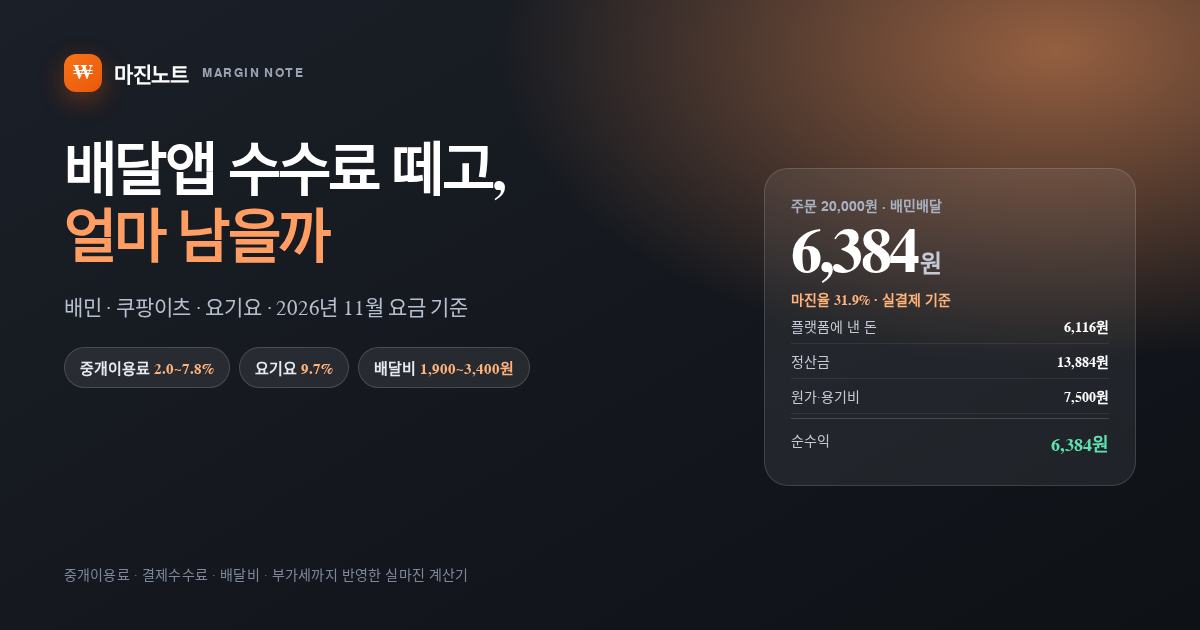 ₩ 마진노트 MARGIN NOTE
배달앱 수수료 떼고,
얼마 남을까
배민 · 쿠팡이츠 · 요기요 · 2026년 11월 요금 기준
중개이용료 2.0~7.8% 요기요 9.7% 배달비 1,900~3,400원
주문 20,000원 · 배민배달
6,384원
마진율 31.9% · 실결제 기준
플랫폼에 낸 돈 6,116원
정산금 13,884원
원가·용기비 7,500원
순수익 6,384원
중개이용료 · 결제수수료 · 배달비 · 부가세까지 반영한 실마진 계산기